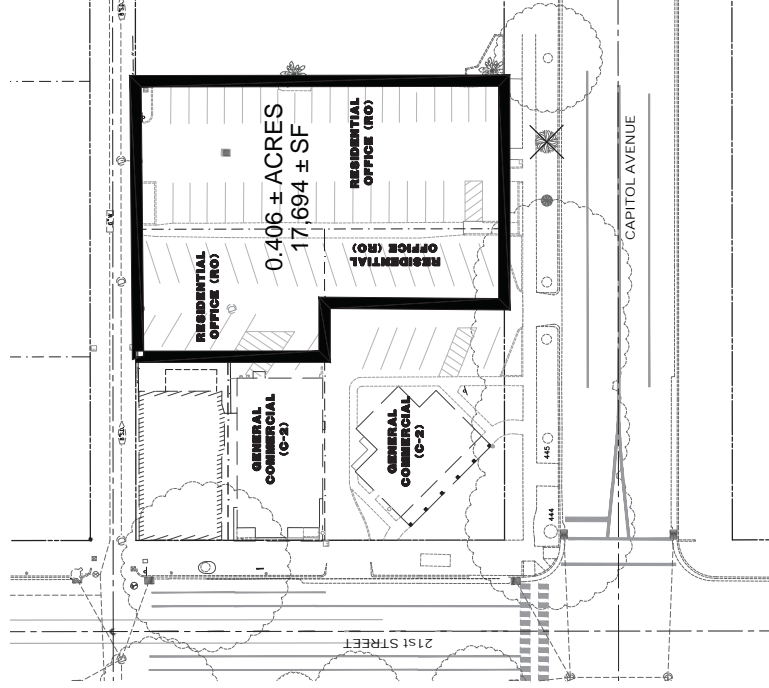 0.406 ± ACRES
17,694 ± SF
RESIDENTIAL
OFFICE (RO)
RESIDENTIAL
OFFICE (RO)
RESIDENTIAL
OFFICE (RO)
CAPITOL AVENUE
GENERAL
COMMERCIAL
(C-2)
GENERAL
COMMERCIAL
(C-2)
445
444
21st STREET